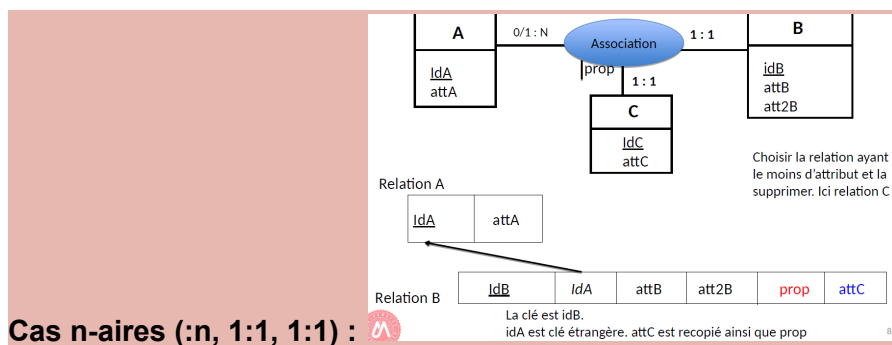 A
0/1 : N
Association
1 : 1
B
IdA
attA
prop
1 : 1
idB
attB
att2B
C
IdC
attC
Choisir la relation ayant
le moins d'attribut et la
supprimer. Ici relation C
Relation A
IdA
attA
Relation B
IdB
IdA
attB
att2B
prop
attC
La clé est idB.
idA est clé étrangère. attC est recopié ainsi que prop
8
Cas n-aires (:n, 1:1, 1:1) :